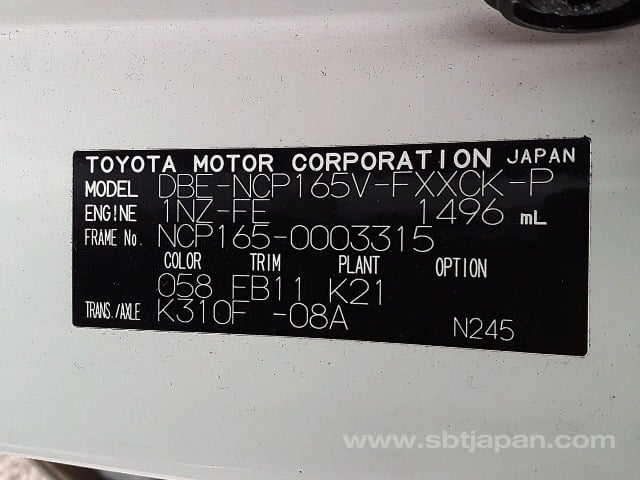 TOYOTA MOTOR CORPORATION JAPAN
MODEL DBE-NCP165V-FXXCK-P
ENGINE 1NZ-FE 1496 mL
FRAME No. NCP165-0003315
COLOR TRIM PLANT OPTION
058 FB11 K21
TRANS./AXLE K310F -08A
N245
www.sbtjapan.com